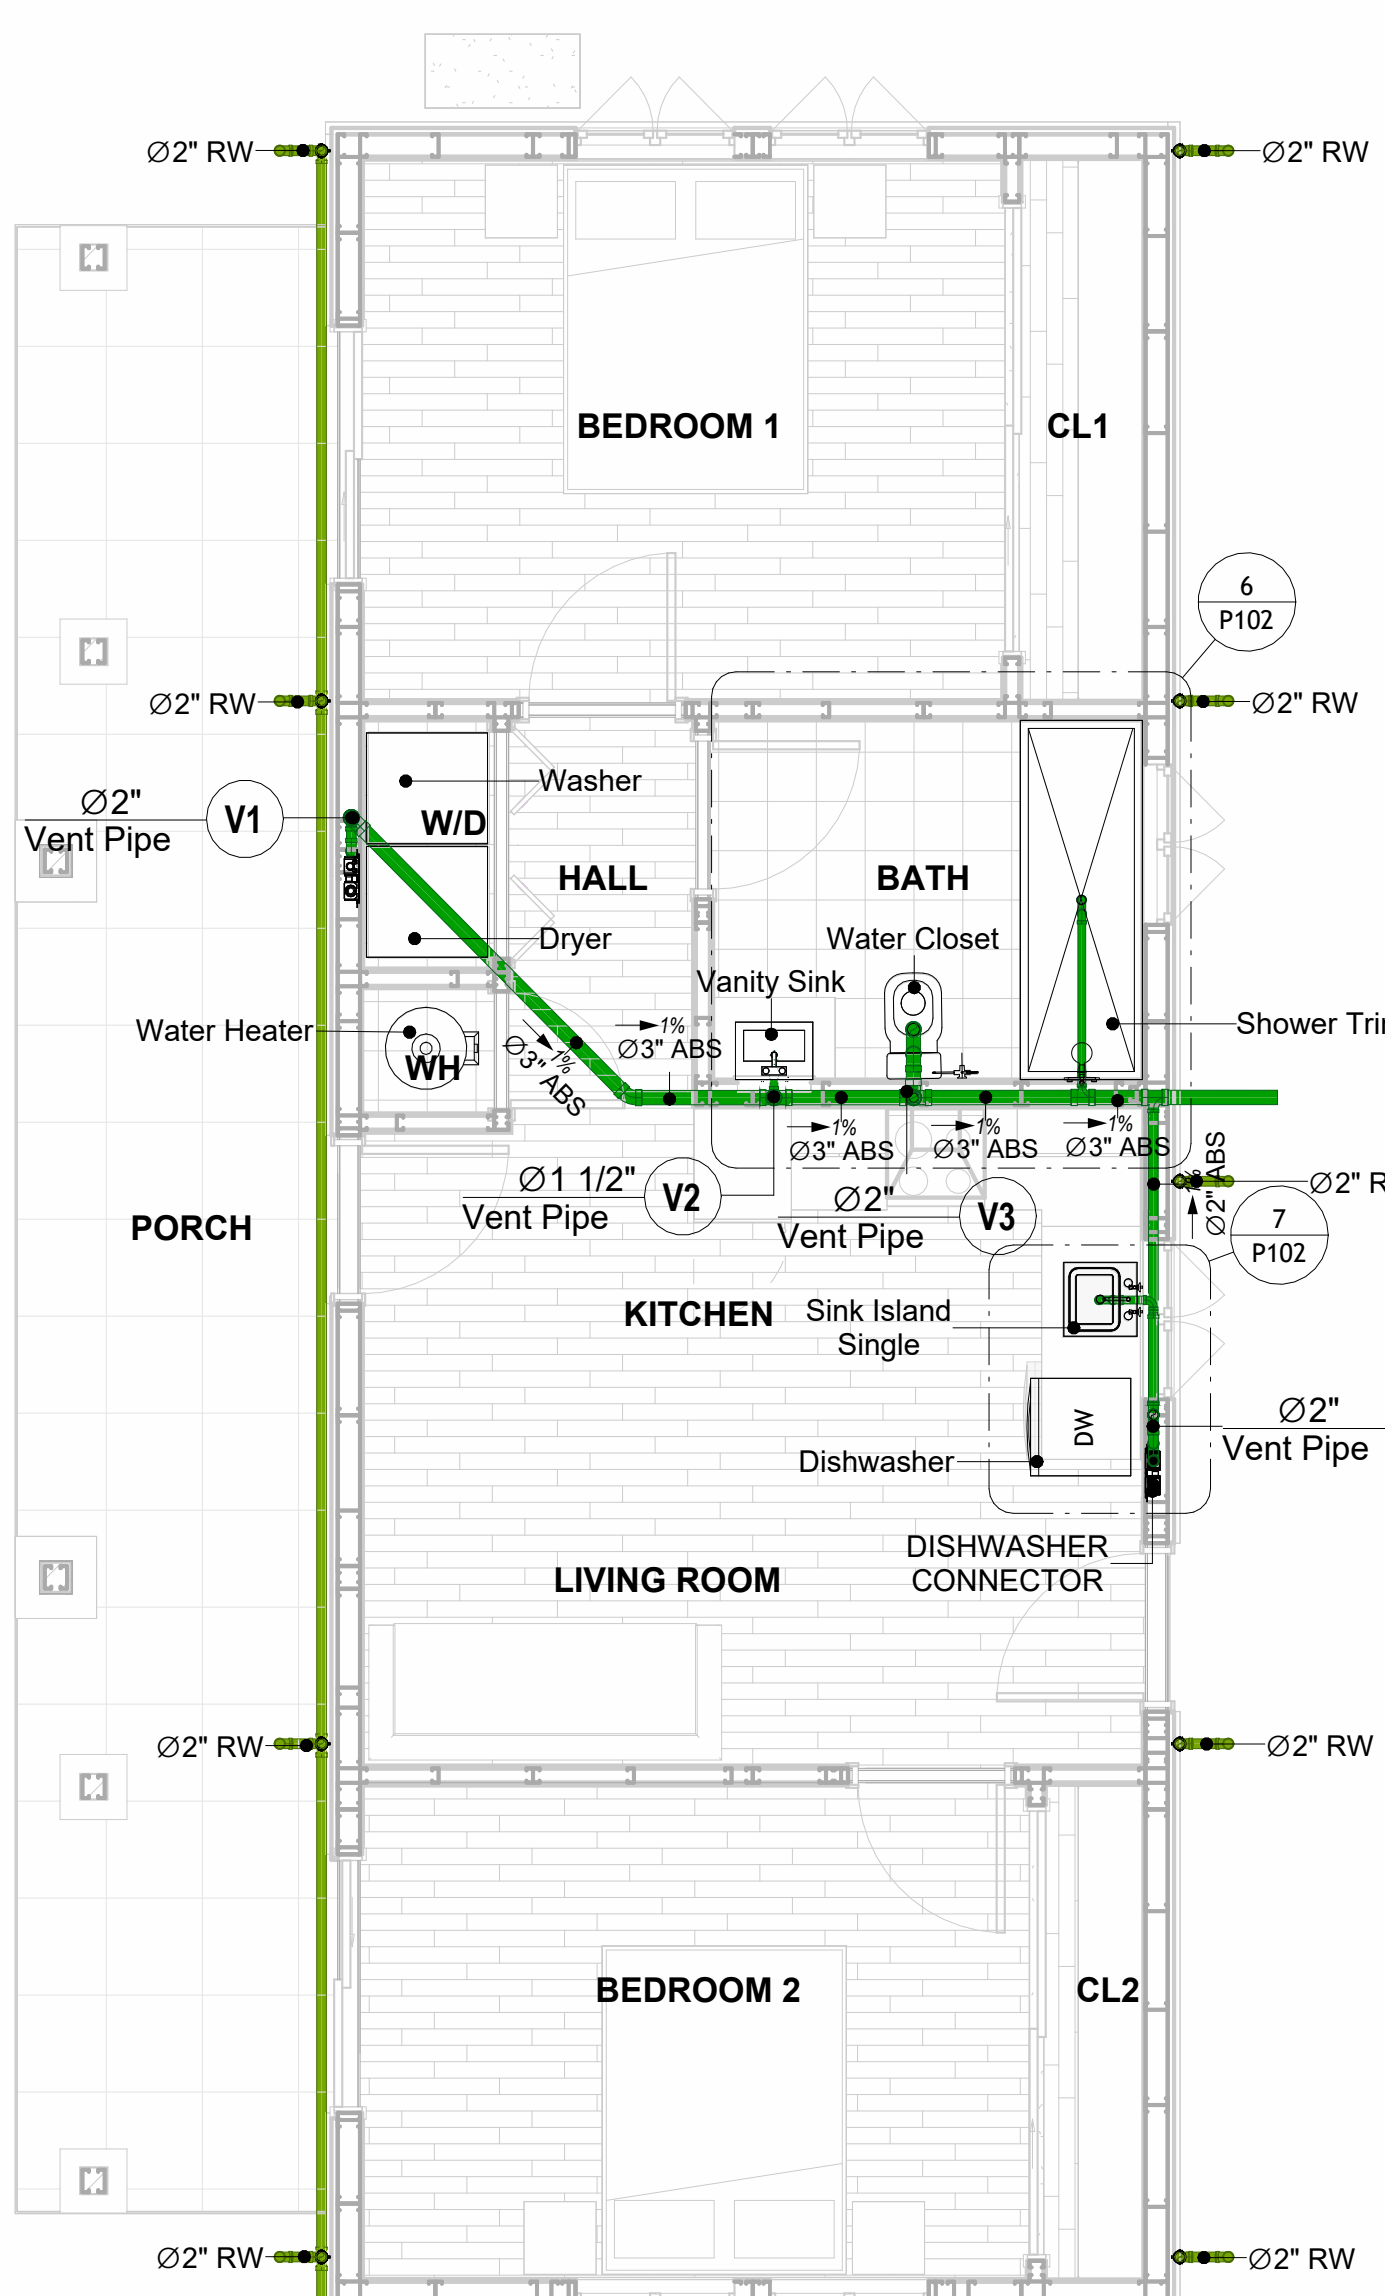 Ø2" RW
Ø2" RW
BEDROOM 1
CL1
6
P102
Ø2" RW
Ø2" RW
Washer
Ø2"
Vent Pipe
V1
W/D
HALL
BATH
Dryer
Water Closet
Vanity Sink
Water Heater
WH
1%
Ø3" ABS
1%
Ø3" ABS
Shower Tri
1%
Ø3" ABS
1%
Ø3" ABS
1%
Ø3" ABS
1%
Ø2" ABS
Ø2" R
Ø1 1/2"
Vent Pipe
V2
Ø2"
Vent Pipe
V3
PORCH
7
P102
KITCHEN
Sink Island
Single
DW
Ø2"
Vent Pipe
Dishwasher
DISHWASHER
CONNECTOR
LIVING ROOM
Ø2" RW
Ø2" RW
BEDROOM 2
CL2
Ø2" RW
Ø2" RW